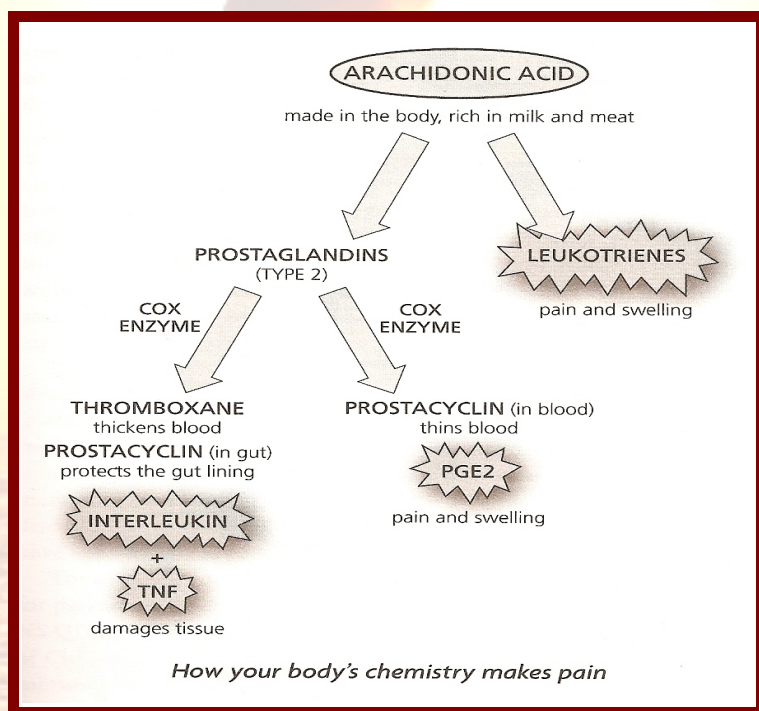 ARACHIDONIC ACID
made in the body, rich in milk and meat
PROSTAGLANDINS
(TYPE 2)
LEUKOTRIENES
pain and swelling
COX
ENZYME
COX
ENZYME
THROMBOXANE
thickens blood
PROSTACYCLIN (in gut)
protects the gut lining
INTERLEUKIN
+
TNF
damages tissue
PROSTACYCLIN (in blood)
thins blood
PGE2
pain and swelling
How your body's chemistry makes pain